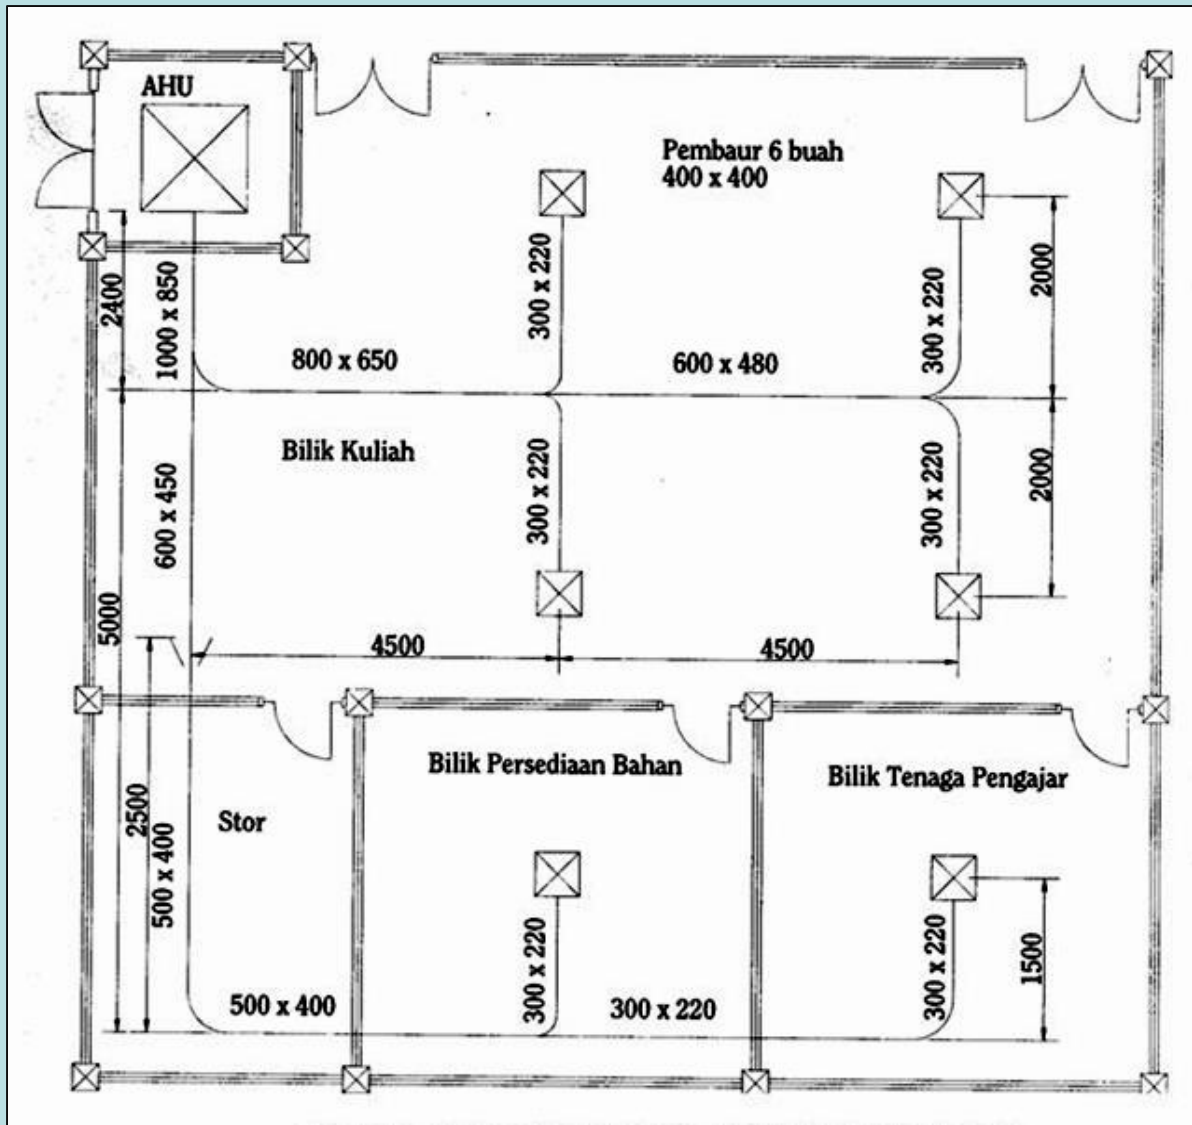 AHU
Pembaur 6 buah
400 x 400
2400
1000 x 850
300 x 220
300 x 220
2000
800 x 650
600 x 480
Bilik Kuliah
600 x 450
300 x 220
300 x 220
2000
5000
4500
4500
Bilik Persediaan Bahan
Bilik Tenaga Pengajar
2500
500 x 400
Stor
300 x 220
300 x 220
1500
500 x 400
300 x 220